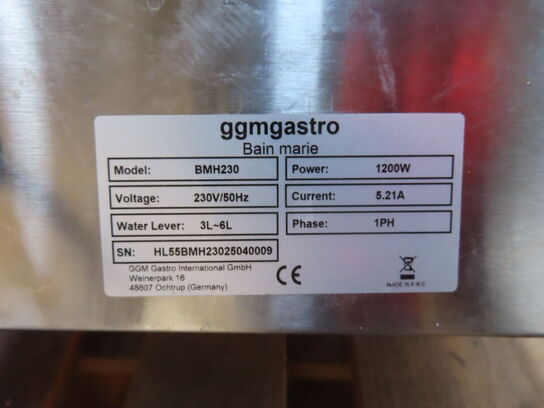 ggmgastro
Bain marie
Model: BMH230 Power: 1200W
Voltage: 230V/50Hz Current: 5.21A
Water Lever: 3L~6L Phase: 1PH
SN: HL55BMH23025040009
GGM Gastro International GmbH
Weinerpark 16
48607 Ochtrup (Germany)
CE
MADE IN P.R.C